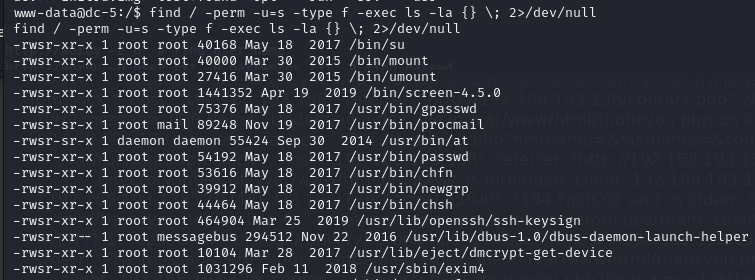 www-data@dc-5:/$ find / -perm -u=s -type f -exec ls -la {} \; 2>/dev/null
find / -perm -u=s -type f -exec ls -la {} \; 2>/dev/null
-rwsr-xr-x 1 root root 40168 May 18  2017 /bin/su
-rwsr-xr-x 1 root root 40000 Mar 30  2015 /bin/mount
-rwsr-xr-x 1 root root 27416 Mar 30  2015 /bin/umount
-rwsr-xr-x 1 root root 1441352 Apr 19  2019 /bin/screen-4.5.0
-rwsr-xr-x 1 root root 75376 May 18  2017 /usr/bin/gpasswd
-rwsr-sr-x 1 root mail 89248 Nov 19  2017 /usr/bin/procmail
-rwsr-sr-x 1 daemon daemon 55424 Sep 30  2014 /usr/bin/at
-rwsr-xr-x 1 root root 54192 May 18  2017 /usr/bin/passwd
-rwsr-xr-x 1 root root 53616 May 18  2017 /usr/bin/chfn
-rwsr-xr-x 1 root root 39912 May 18  2017 /usr/bin/newgrp
-rwsr-xr-x 1 root root 44464 May 18  2017 /usr/bin/chsh
-rwsr-xr-x 1 root root 464904 Mar 25  2019 /usr/lib/openssh/ssh-keysign
-rwsr-xr-- 1 root messagebus 294512 Nov 22  2016 /usr/lib/dbus-1.0/dbus-daemon-launch-helper
-rwsr-xr-x 1 root root 10104 Mar 28  2017 /usr/lib/eject/dmcrypt-get-device
-rwsr-xr-x 1 root root 1031296 Feb 11  2018 /usr/sbin/exim4